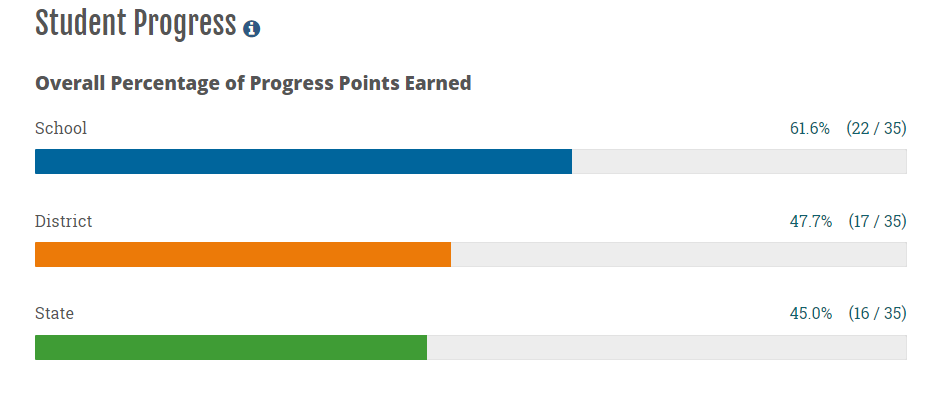 Student Progress
Overall Percentage of Progress Points Earned
School 61.6% (22 / 35)
District 47.7% (17 / 35)
State 45.0% (16 / 35)